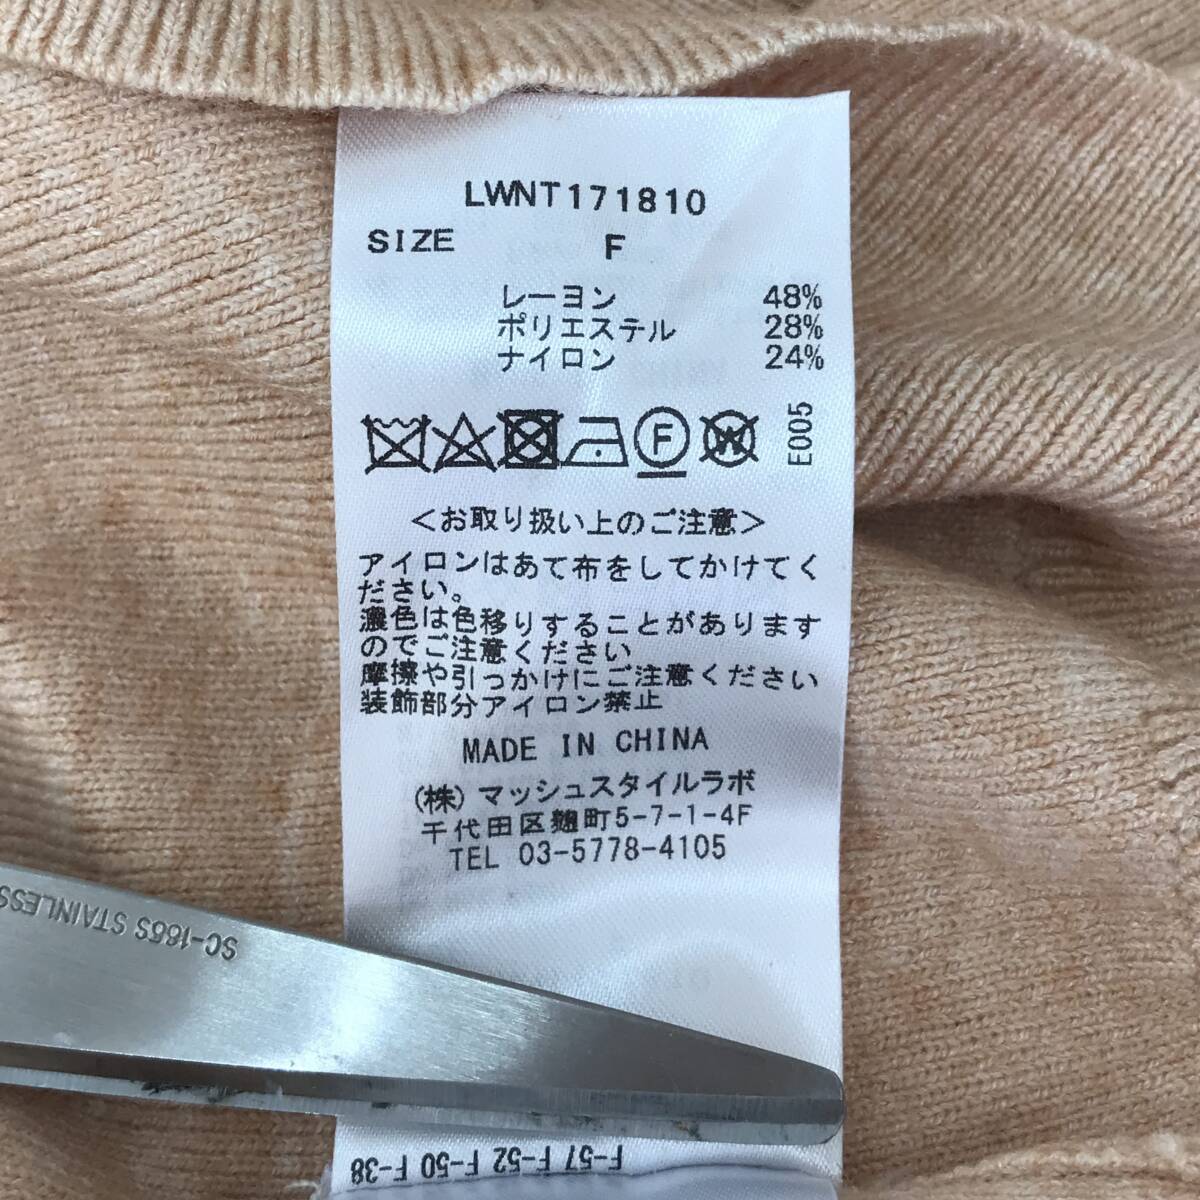 LWNT171810
SIZE F
レーヨン 48%
ポリエステル 28%
ナイロン 24%
F
W
E005
<お取り扱い上のご注意>
アイロンはあて布をしてかけてく
ださい。
濃色は色移りすることがあります
のでご注意ください
摩擦や引っかけにご注意ください
装飾部分アイロン禁止
MADE IN CHINA
(株)マッシュスタイルラボ
千代田区麹町5-7-1-4F
TEL 03-5778-4105
SC-165S STAINLESS
F-57 F-52 F-50 F-38